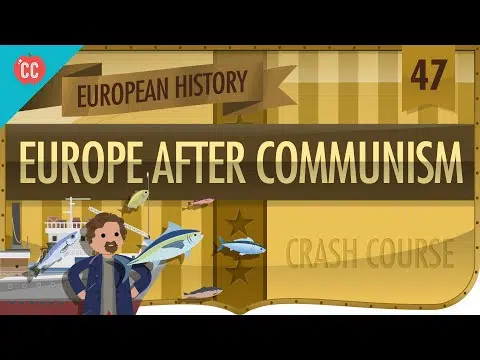 CC
EUROPEAN HISTORY
47
EUROPE AFTER COMMUNISM
CRASH COURSE